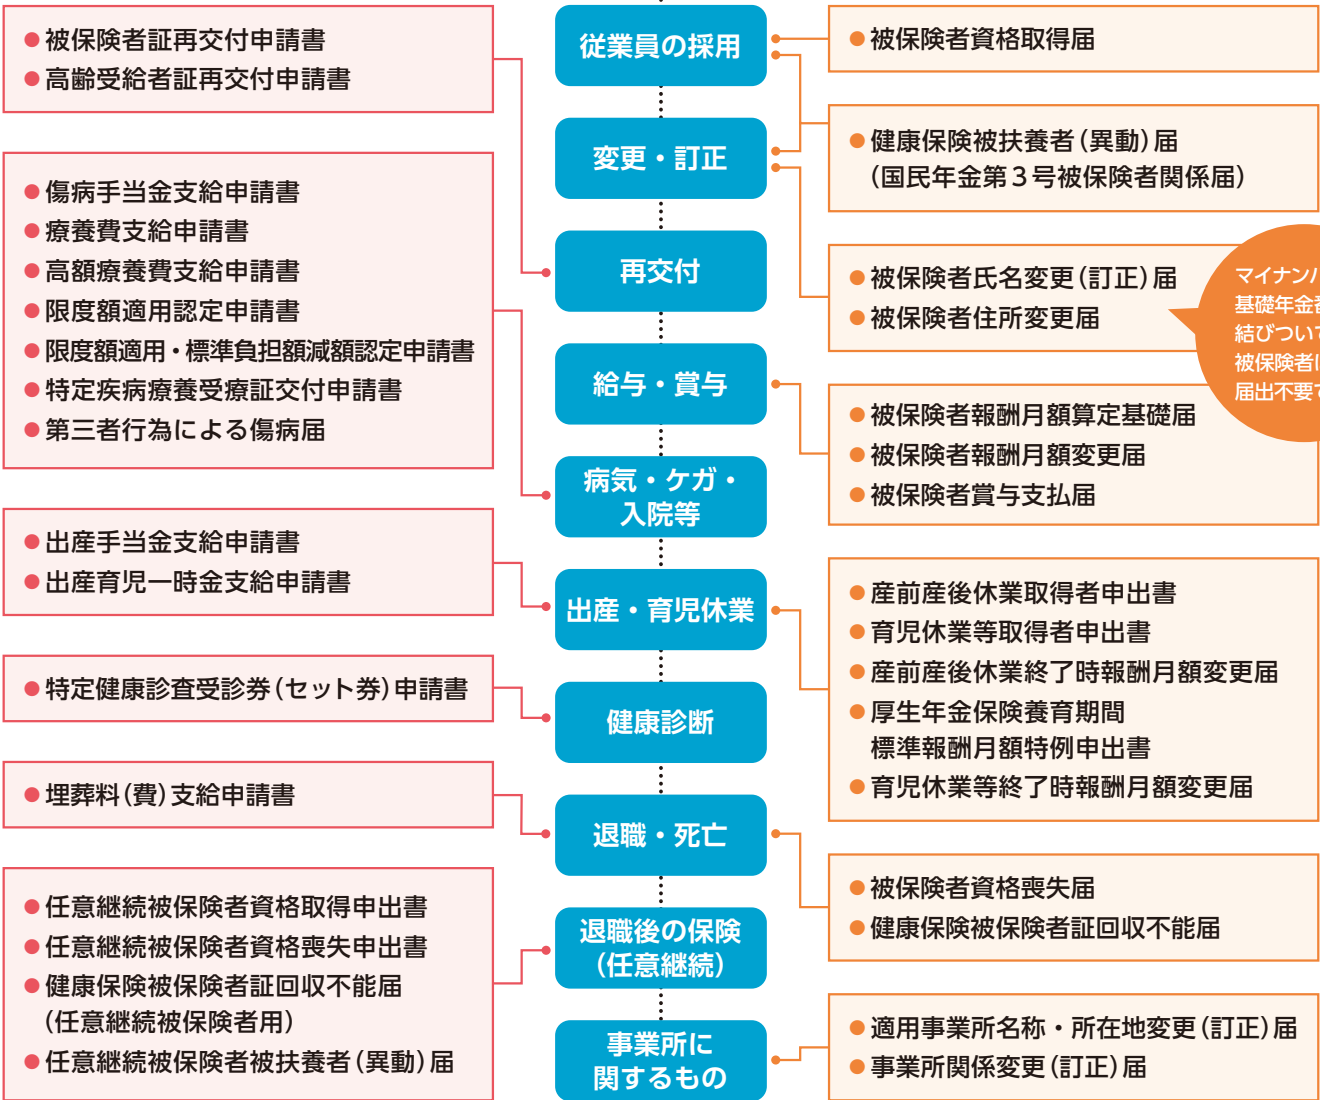 被保険者証再交付申請書
高齢受給者証再交付申請書
傷病手当金支給申請書
療養費支給申請書
高額療養費支給申請書
限度額適用認定申請書
限度額適用・標準負担額減額認定申請書
特定疾病療養受療証交付申請書
第三者行為による傷病届
出産手当金支給申請書
出産育児一時金支給申請書
特定健康診査受診券(セット券)申請書
埋葬料(費)支給申請書
任意継続被保険者資格取得申出書
任意継続被保険者資格喪失申出書
健康保険被保険者証回収不能届
(任意継続被保険者用)
任意継続被保険者被扶養者(異動)届
従業員の採用
変更・訂正
再交付
給与・賞与
病気・ケガ・
入院等
出産・育児休業
健康診断
退職・死亡
退職後の保険
(任意継続)
事業所に
関するもの
被保険者資格取得届
健康保険被扶養者(異動)届
(国民年金第3号被保険者関係届)
被保険者氏名変更(訂正)届
被保険者住所変更届
マイナンバ
基礎年金番
結びついて
被保険者に
届出不要で
被保険者報酬月額算定基礎届
被保険者報酬月額変更届
被保険者賞与支払届
産前産後休業取得者申出書
育児休業等取得者申出書
産前産後休業終了時報酬月額変更届
厚生年金保険養育期間
標準報酬月額特例申出書
育児休業等終了時報酬月額変更届
被保険者資格喪失届
健康保険被保険者証回収不能届
適用事業所名称・所在地変更(訂正)届
事業所関係変更(訂正)届